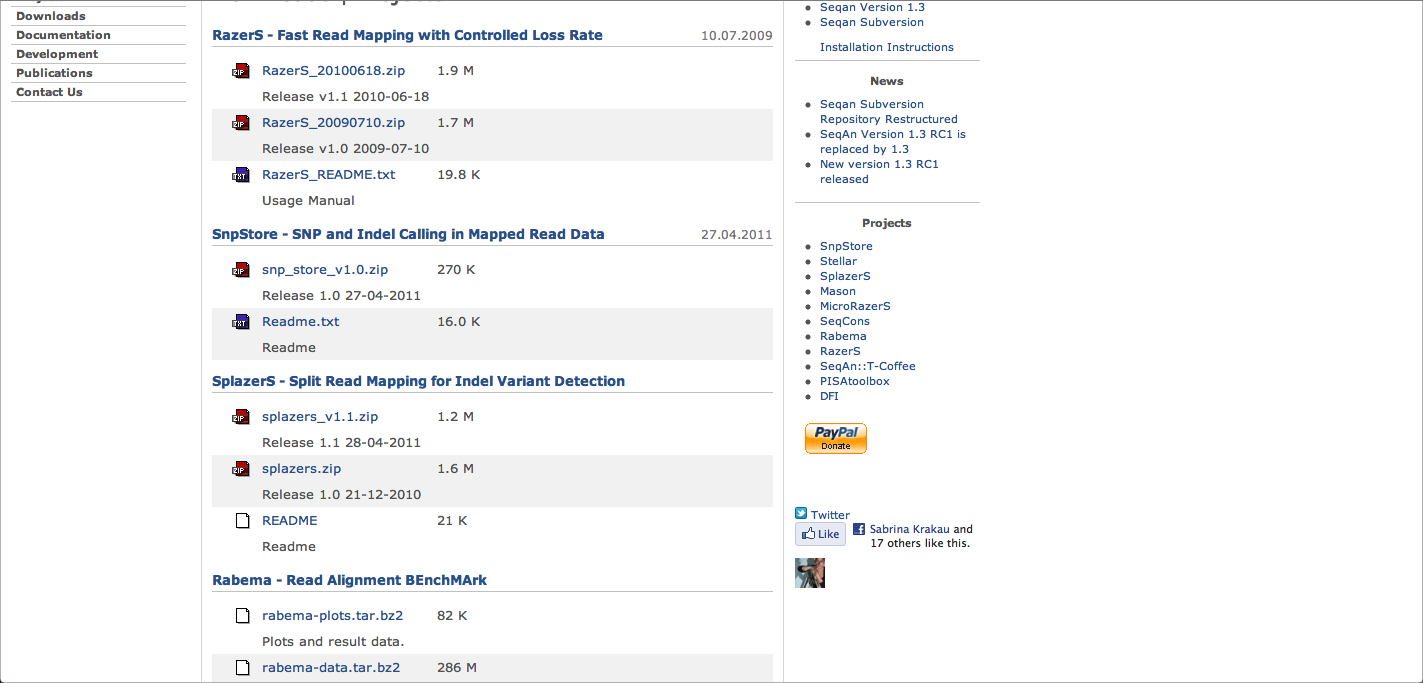 Downloads
Documentation
Development
Publications
Contact Us
RazerS - Fast Read Mapping with Controlled Loss Rate 10.07.2009
ZIP RazerS_20100618.zip 1.9 M
Release v1.1 2010-06-18
ZIP RazerS_20090710.zip 1.7 M
Release v1.0 2009-07-10
TXT RazerS_README.txt 19.8 K
Usage Manual
SnpStore - SNP and Indel Calling in Mapped Read Data 27.04.2011
ZIP snp_store_v1.0.zip 270 K
Release 1.0 27-04-2011
TXT Readme.txt 16.0 K
Readme
SplazerS - Split Read Mapping for Indel Variant Detection
ZIP splazers_v1.1.zip 1.2 M
Release 1.1 28-04-2011
ZIP splazers.zip 1.6 M
Release 1.0 21-12-2010
README 21 K
Readme
Rabema - Read Alignment BEnchMArk
rabema-plots.tar.bz2 82 K
Plots and result data.
rabema-data.tar.bz2 286 M
Seqan Version 1.3
Seqan Subversion
Installation Instructions
News
Seqan Subversion
Repository Restructured
SeqAn Version 1.3 RC1 is
replaced by 1.3
New version 1.3 RC1
released
Projects
SnpStore
Stellar
SplazerS
Mason
MicroRazerS
SeqCons
Rabema
RazerS
SeqAn::T-Coffee
PISAtoolbox
DFI
PayPal
Donate
Twitter
Like Sabrina Krakau and
17 others like this.